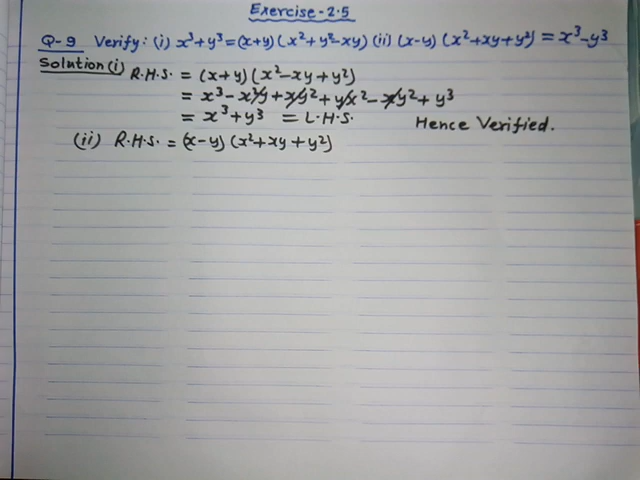 Exercise-2.5
Q-9 Verify: (i) x³+y³=(x+y)(x²+y²-xy) (ii) (x-y)(x²+xy+y²) = x³-y³
Solution(i) R.H.S. = (x+y)(x²-xy+y²)
= x³-x²y+xy²+yx²-xy²+y³
= x³+y³ = L.H.S. Hence Verified.
(ii) R.H.S. = (x-y)(x²+xy+y²)